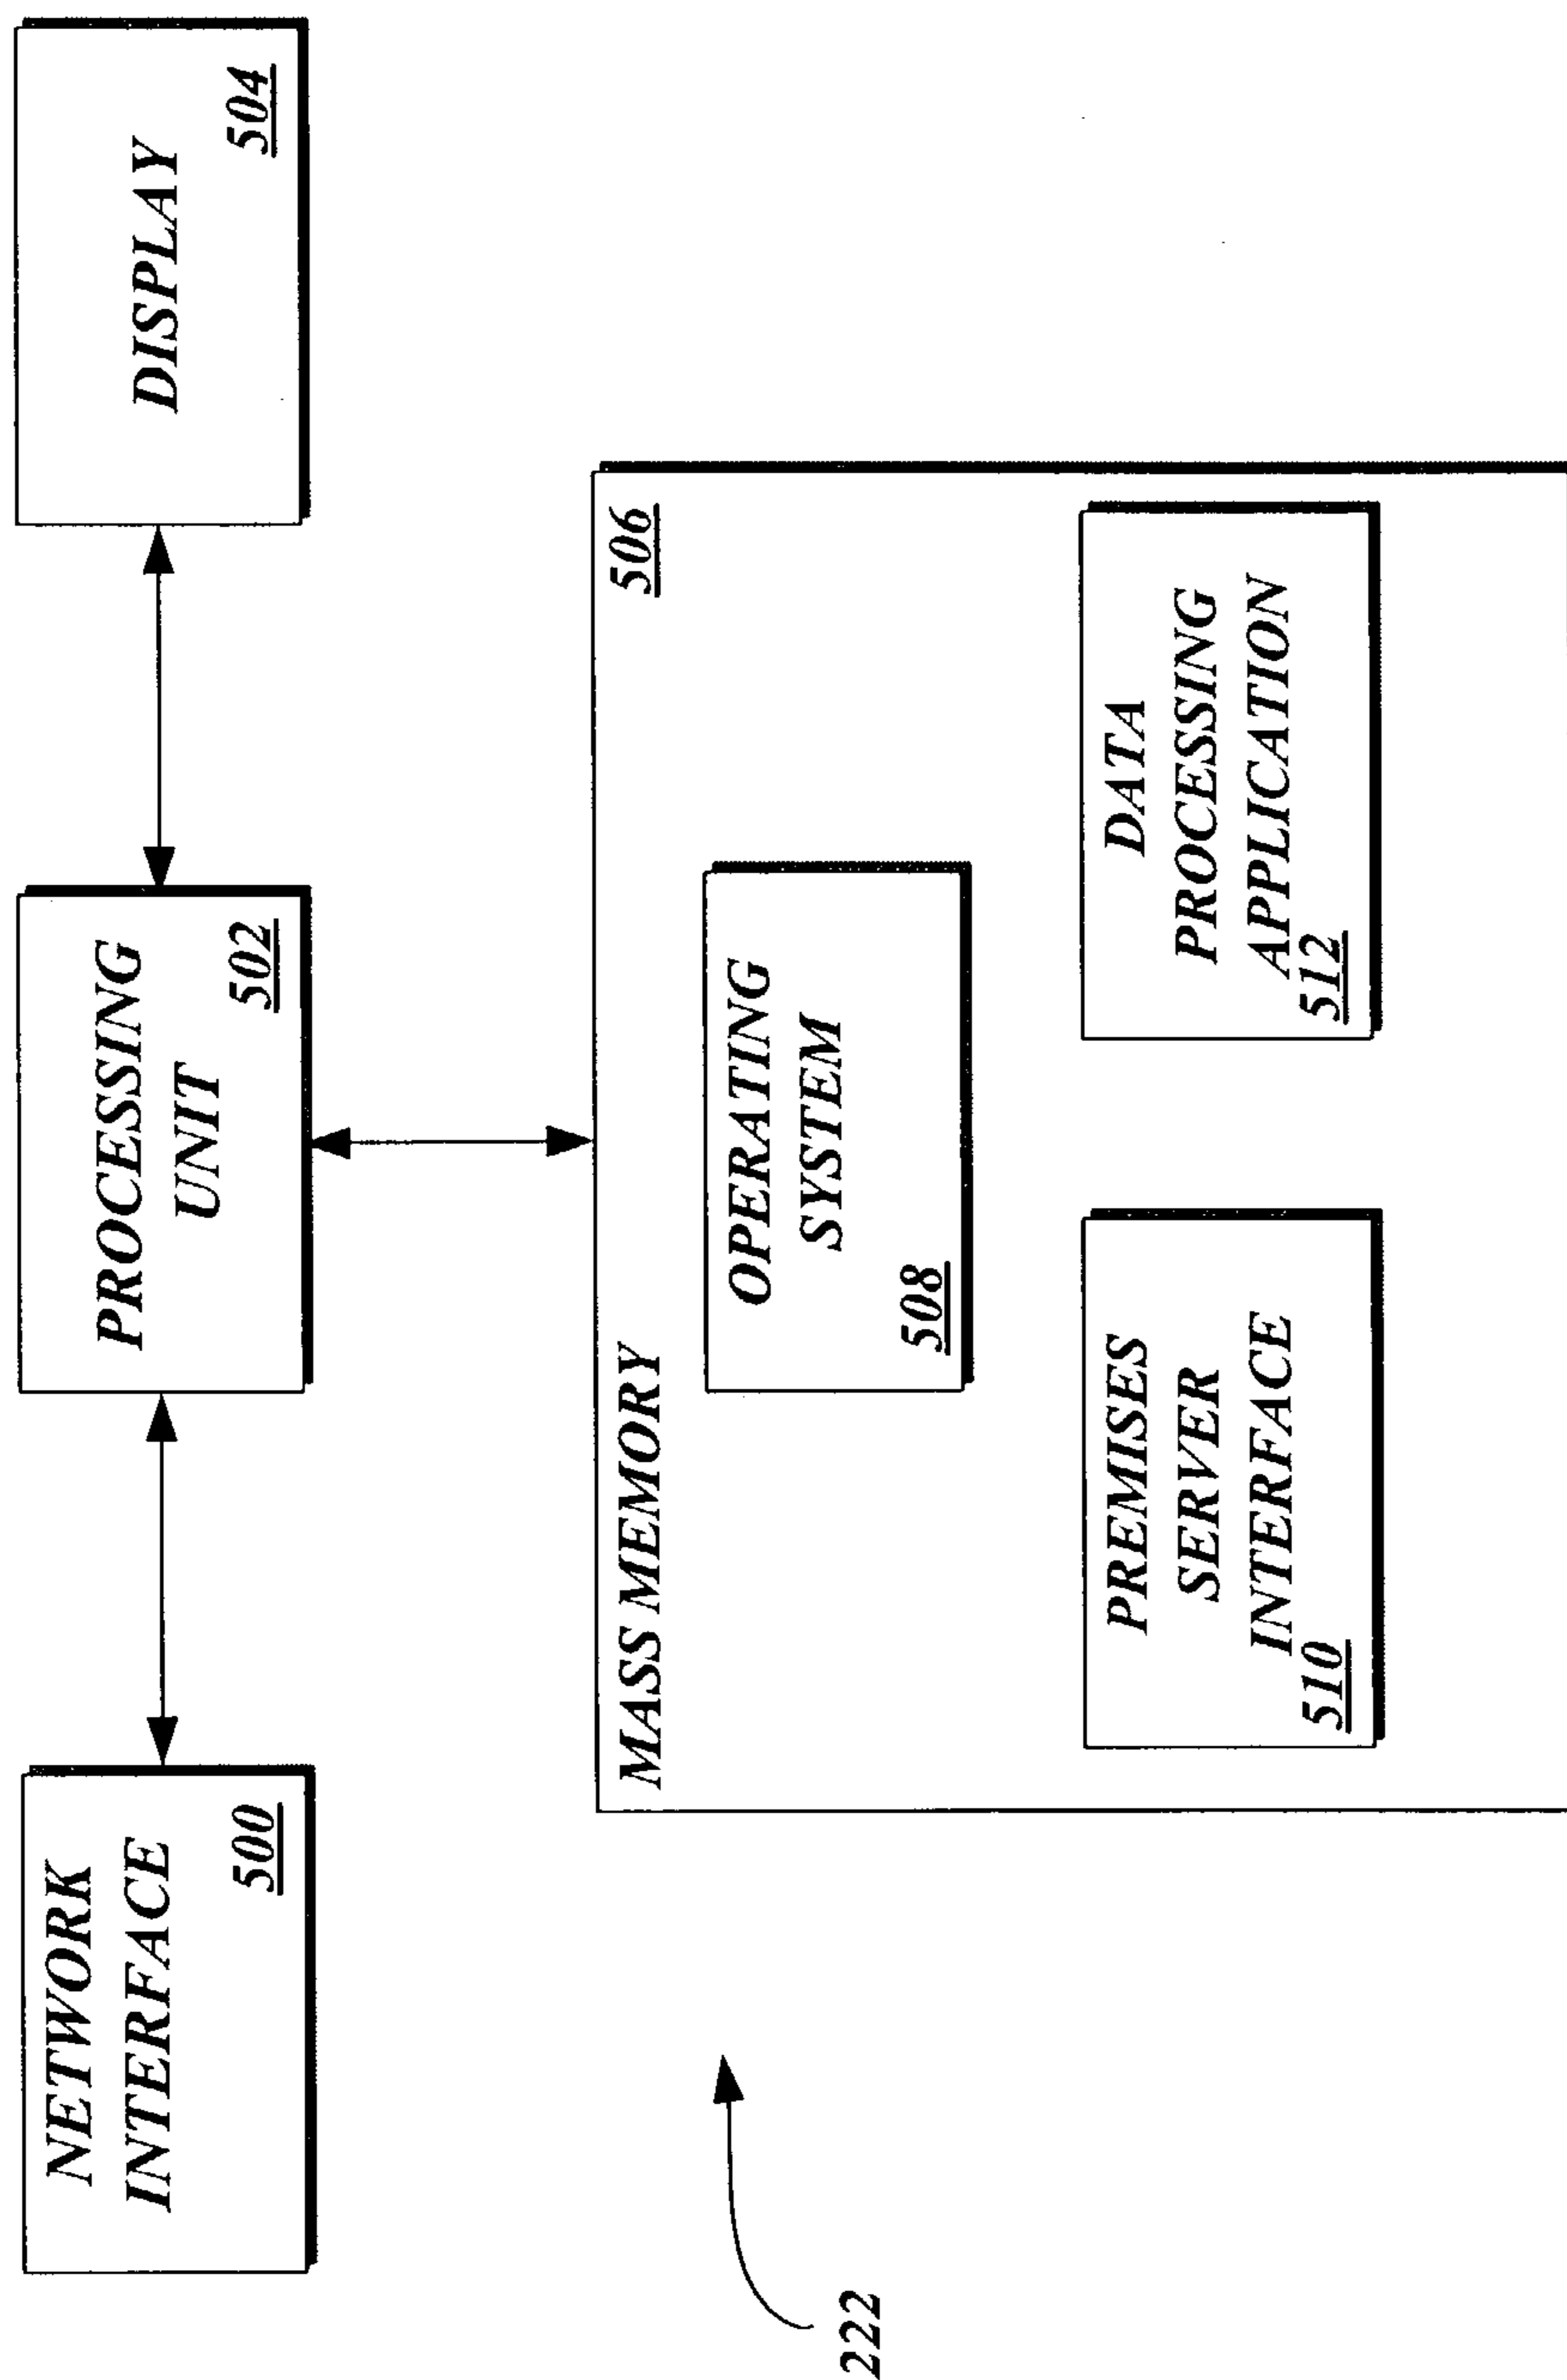 NETWORK
INTERFACE
500
PROCESSING
UNIT
502
DISPLAY
504
MASS MEMORY
506
OPERATING
SYSTEM
508
PREMISES
SERVER
INTERFACE
510
DATA
PROCESSING
APPLICATION
512
222